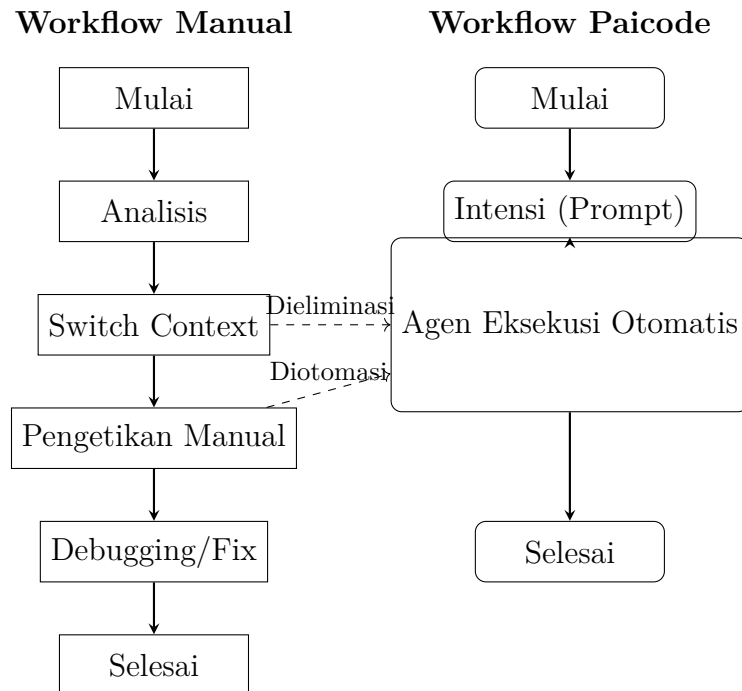 Workflow Manual
Mulai
Analisis
Switch Context
Pengetikan Manual
Debugging/Fix
Selesai
Dieliminasi
Diotomasi
Workflow Paicode
Mulai
Intensi (Prompt)
Agen Eksekusi Otomatis
Selesai